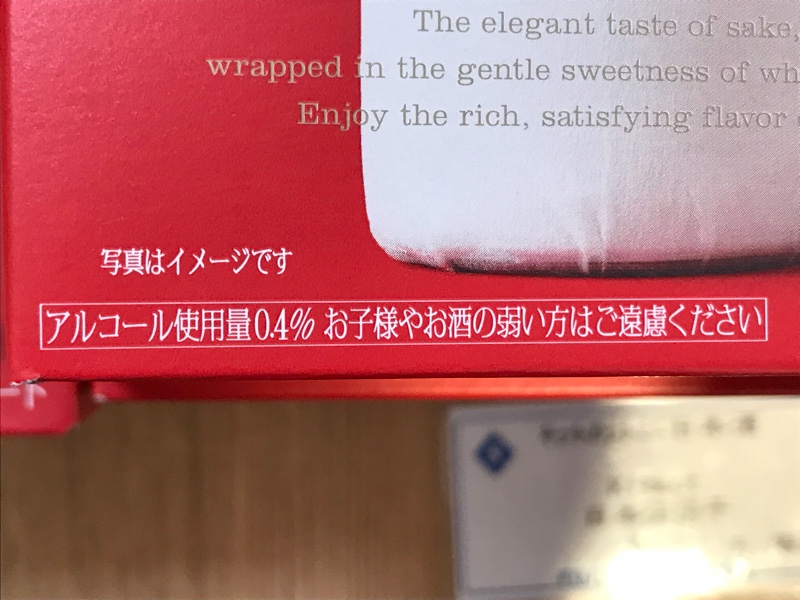 The elegant taste of sake,
wrapped in the gentle sweetness of wh
Enjoy the rich, satisfying flavor
写真はイメージです
アルコール使用量0.4% お子様やお酒の弱い方はご遠慮ください